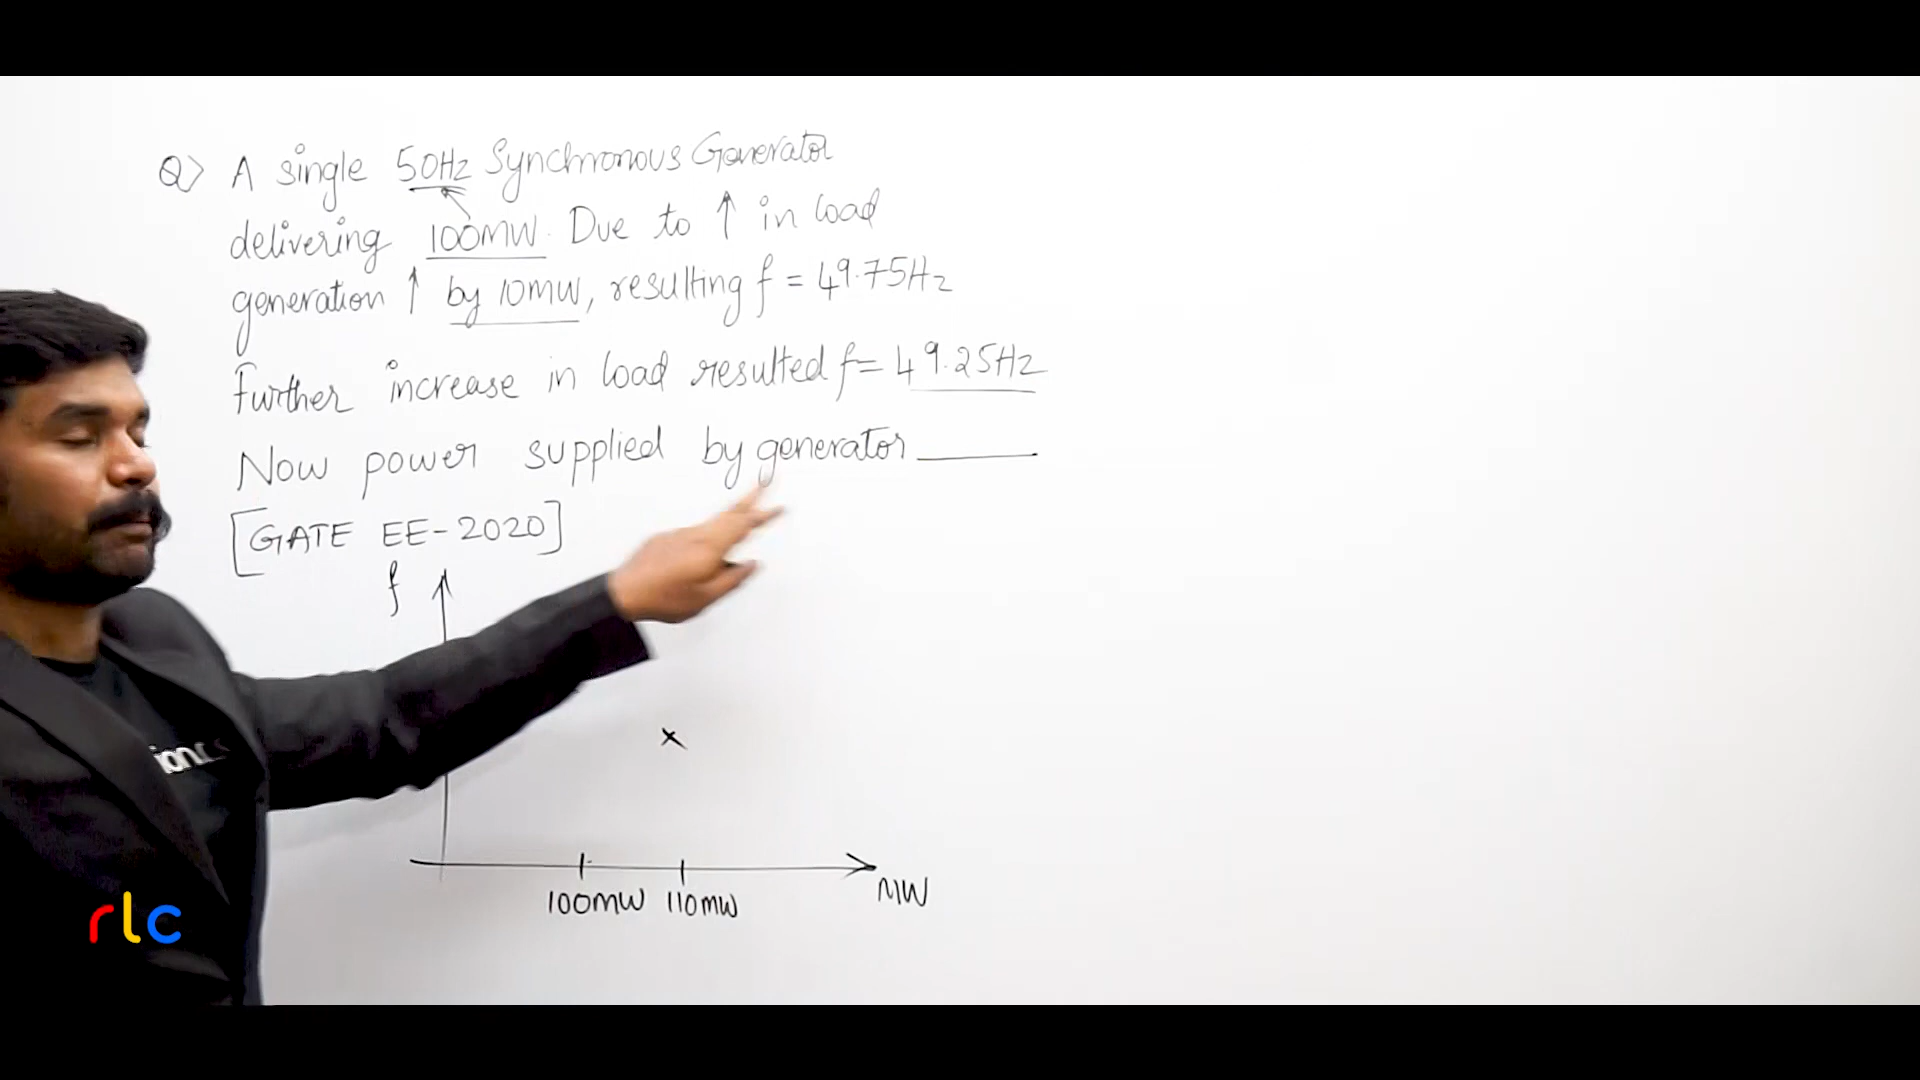 Q) A single 50Hz Synchronous Generator
delivering 100MW. Due to ↑ in load
generation ↑ by 10MW, resulting f = 49.75Hz
Further increase in load resulted f = 49.25Hz
Now power supplied by generator ____
[GATE EE-2020]
f
×
100MW 110MW MW
ion
rlc